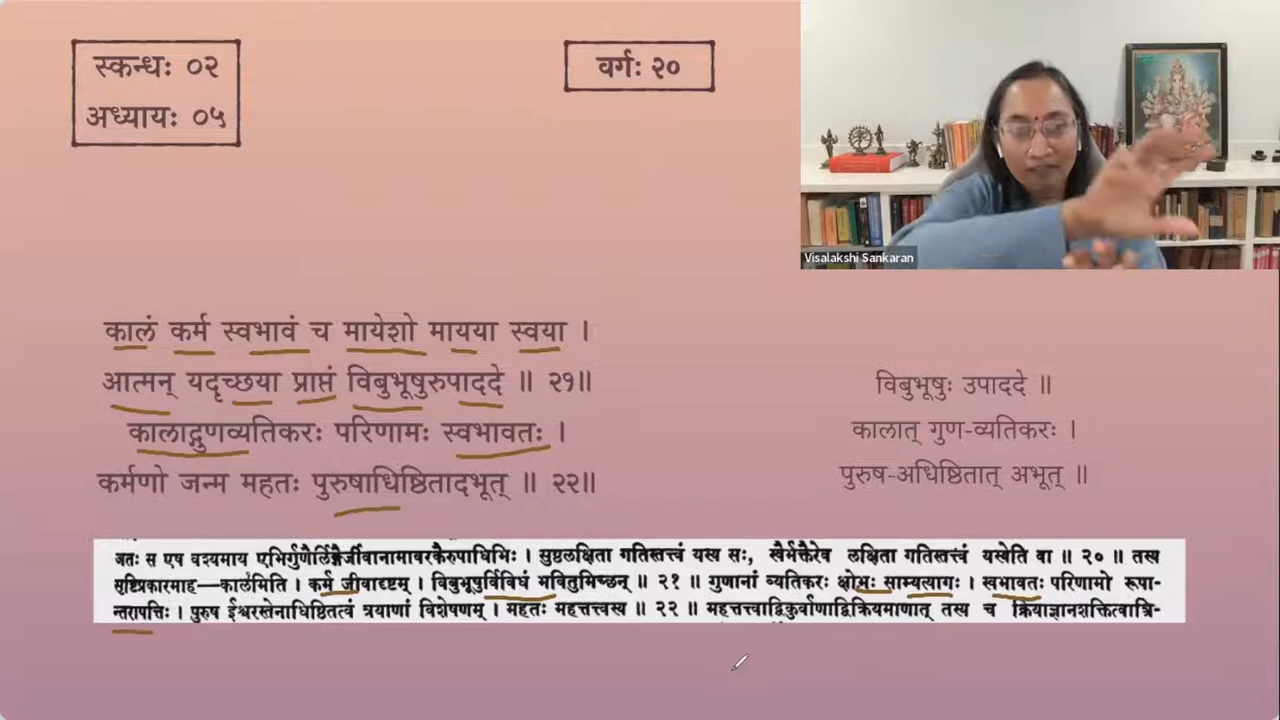 स्कन्धः ०२
अध्यायः ०५
वर्गः २०
Visalakshi Sankaran
कालं कर्म स्वभावं च मायेशो मायया स्वया ।
आत्मन् यदृच्छया प्राप्तं विबुभूषुरुपाददे ॥ २१॥
कालाद्गुणव्यतिकरः परिणामः स्वभावतः ।
कर्मणो जन्म महतः पुरुषाधिष्ठितादभूत् ॥ २२॥
विबुभूषुः उपाददे ॥
कालात् गुण-व्यतिकरः ।
पुरुष-अधिष्ठितात् अभूत् ॥
अतः स एष वश्यमाय एभिर्गुणैर्लिङ्गैर्जीवानामावरकैरुपाधिभिः । सुष्ठलक्षिता गतिस्तत्त्वं यस्य सः, स्वैर्भक्तैरेव लक्षिता गतिस्तत्त्वं यस्येति वा ॥ २० ॥ तस्य
सृष्टिप्रकारमाह—कालमिति । कर्म जीवादृष्टम् । विबुभूषुर्विविधं भवितुमिच्छन् ॥ २१ ॥ गुणानां व्यतिकरः क्षोभः साम्यत्यागः । स्वभावतः परिणामो रूपा-
न्तरापत्तिः । पुरुष ईश्वरस्तेनाधिष्ठितत्वं त्रयाणां विशेषणम् । महतः महत्तत्त्वस्य ॥ २२ ॥ महत्तत्त्वाद्विकुर्वाणाद्विक्रियमाणात् तस्य च क्रियाज्ञानशक्तित्वात्रि-